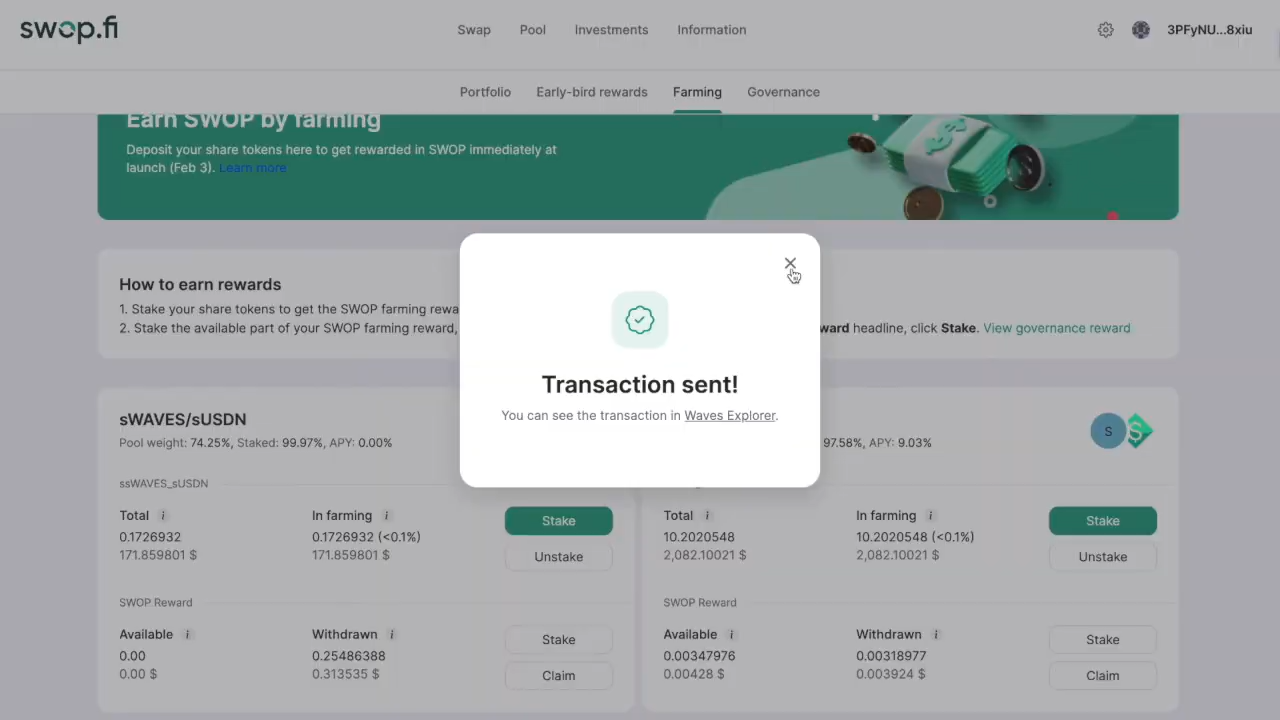 swop.fi
Swap Pool Investments Information
3PFyNU...8xiu
Portfolio Early-bird rewards Farming Governance
Earn SWOP by farming
Deposit your share tokens here to get rewarded in SWOP immediately at
launch (Feb 3). Learn more
How to earn rewards
1. Stake your share tokens to get the SWOP farming rewa
2. Stake the available part of your SWOP farming reward,
ward headline, click Stake. View governance reward
Transaction sent!
You can see the transaction in Waves Explorer.
sWAVES/sUSDN
Pool weight: 74.25%, Staked: 99.97%, APY: 0.00%
ssWAVES_sUSDN
Total i In farming i Stake
0.1726932 0.1726932 (<0.1%)
171.859801 $ 171.859801 $ Unstake
SWOP Reward
Available i Withdrawn i Stake
0.00 0.25486388
0.00 $ 0.313535 $ Claim
97.58%, APY: 9.03%
S $
Total i In farming i Stake
10.2020548 10.2020548 (<0.1%)
2,082.10021 $ 2,082.10021 $ Unstake
SWOP Reward
Available i Withdrawn i Stake
0.00347976 0.00318977
0.00428 $ 0.003924 $ Claim